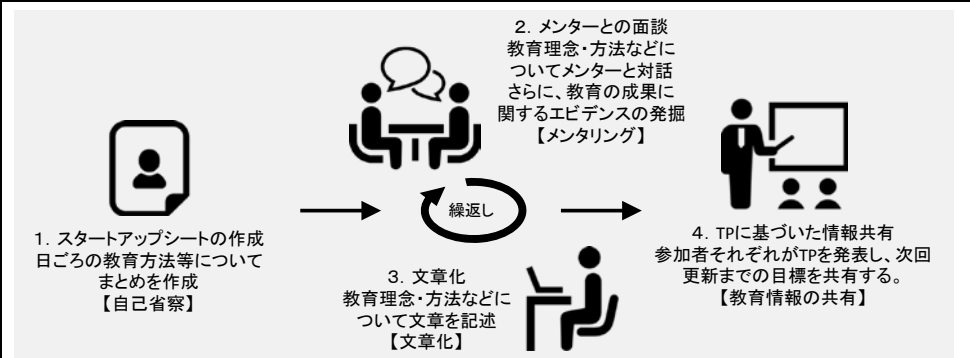 1．スタートアップシートの作成
日ごろの教育方法等について
まとめを作成
【自己省察】
2．メンターとの面談
教育理念・方法などに
ついてメンターと対話
さらに、教育の成果に
関するエビデンスの発掘
【メンタリング】
繰返し
3．文章化
教育理念・方法などに
ついて文章を記述
【文章化】
4．TPに基づいた情報共有
参加者それぞれがTPを発表し、次回
更新までの目標を共有する。
【教育情報の共有】